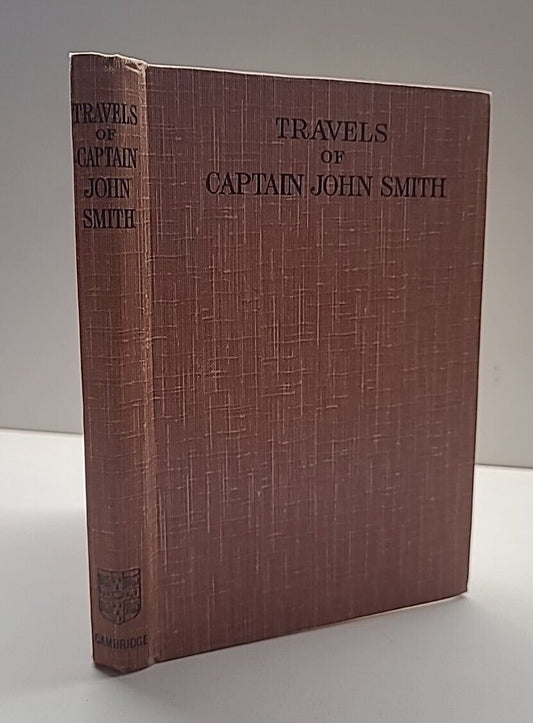 TRAVELS
OF
CAPTAIN
JOHN
SMITH
CAMBRIDGE
TRAVELS
OF
CAPTAIN JOHN SMITH